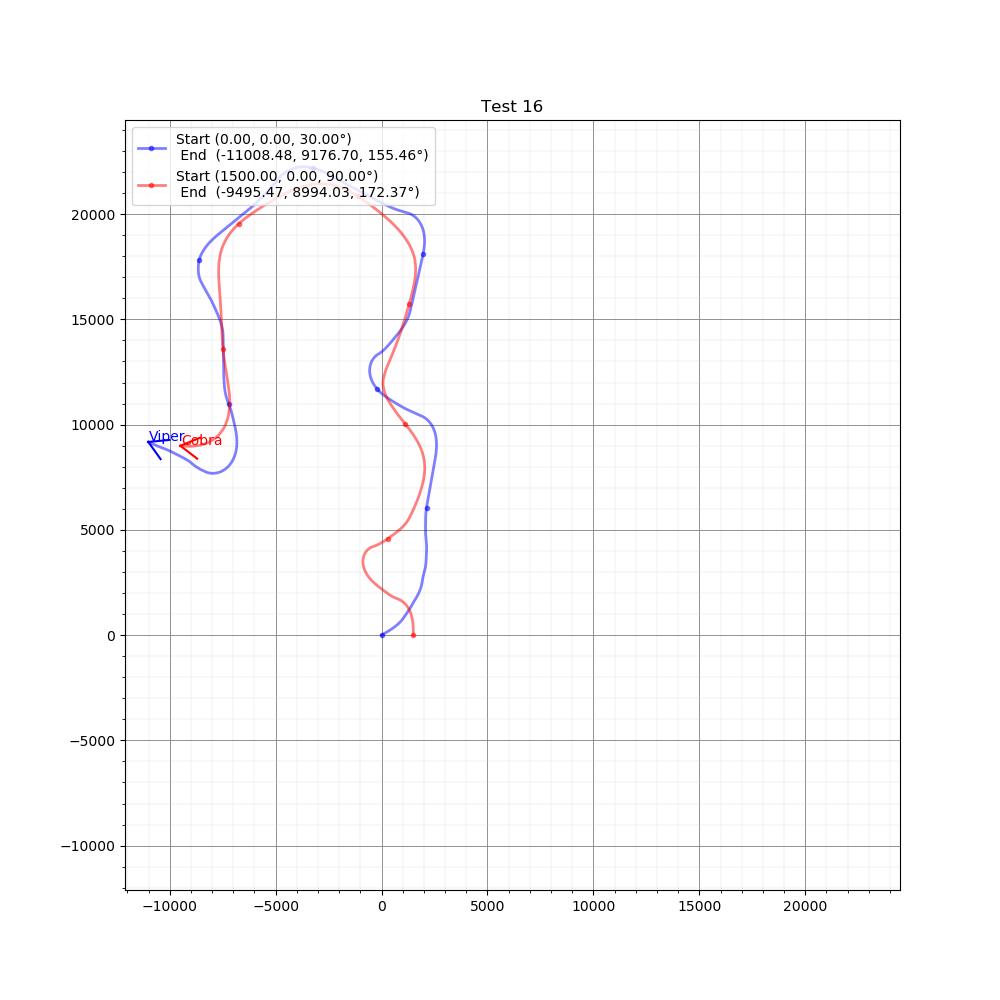 Test 16
Start (0.00, 0.00, 30.00°)
End (-11008.48, 9176.70, 155.46°)
Start (1500.00, 0.00, 90.00°)
End (-9495.47, 8994.03, 172.37°)
20000
15000
10000
5000
0
−5000
−10000
Viper
Cobra
−10000 −5000 0 5000 10000 15000 20000